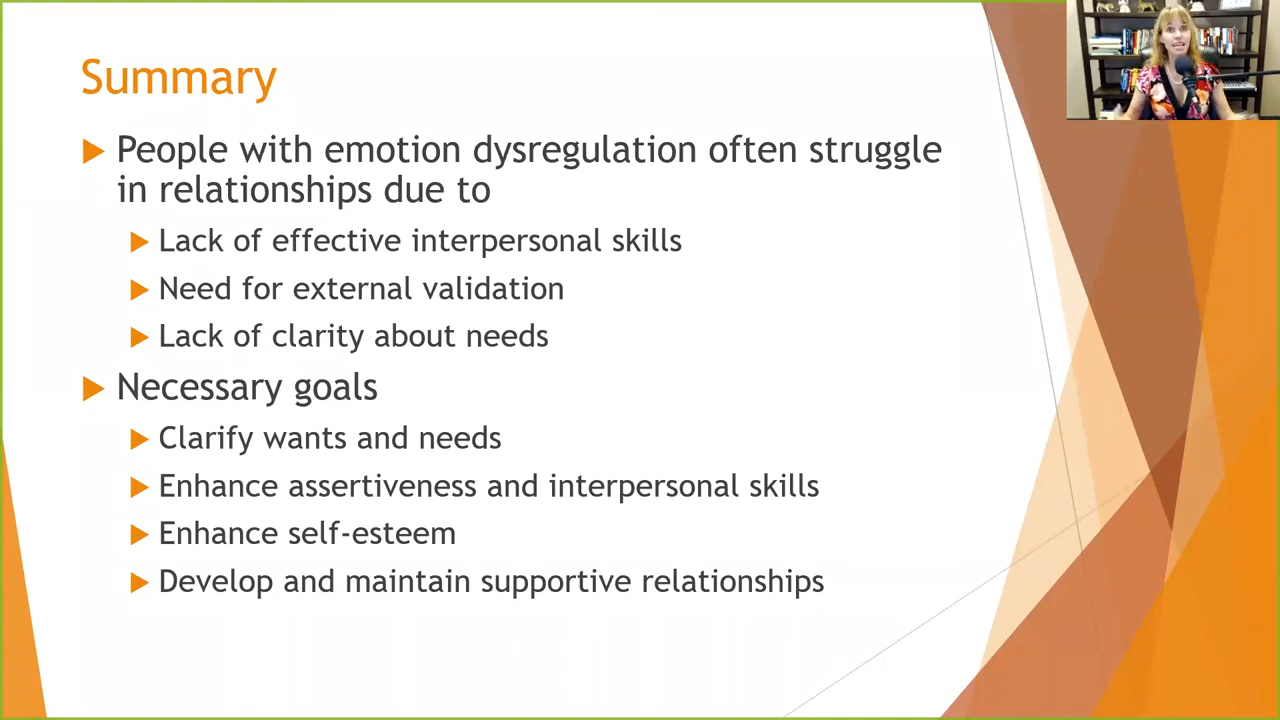 Summary
People with emotion dysregulation often struggle
in relationships due to
Lack of effective interpersonal skills
Need for external validation
Lack of clarity about needs
Necessary goals
Clarify wants and needs
Enhance assertiveness and interpersonal skills
Enhance self-esteem
Develop and maintain supportive relationships